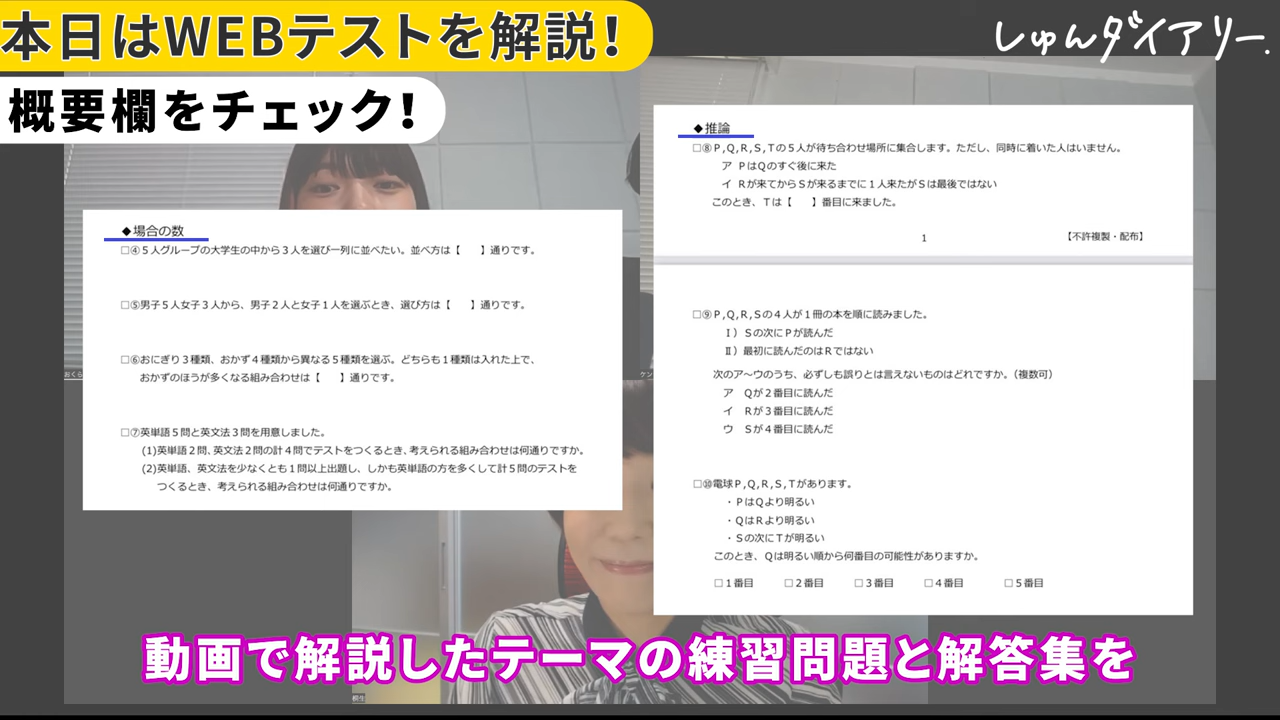 本日はWEBテストを解説！
しゅんダイアリー.
概要欄をチェック！
◆場合の数
□④５人グループの大学生の中から３人を選び一列に並べたい。並べ方は【　　】通りです。
□⑤男子５人女子３人から、男子２人と女子１人を選ぶとき、選び方は【　　】通りです。
□⑥おにぎり３種類、おかず４種類から異なる５種類を選ぶ。どちらも１種類は入れた上で、
おかずのほうが多くなる組み合わせは【　　】通りです。
□⑦英単語５問と英文法３問を用意しました。
(1)英単語２問、英文法２問の計４問でテストをつくるとき、考えられる組み合わせは何通りですか。
(2)英単語、英文法を少なくとも１問以上出題し、しかも英単語の方を多くして計５問のテストを
つくるとき、考えられる組み合わせは何通りですか。
◆推論
□⑧Ｐ,Ｑ,Ｒ,Ｓ,Ｔの５人が待ち合わせ場所に集合します。ただし、同時に着いた人はいません。
ア　ＰはＱのすぐ後に来た
イ　Ｒが来てからＳが来るまでに１人来たがＳは最後ではない
このとき、Ｔは【　　】番目に来ました。
1
【不許複製・配布】
□⑨Ｐ,Ｑ,Ｒ,Ｓの４人が１冊の本を順に読みました。
Ⅰ）Ｓの次にＰが読んだ
Ⅱ）最初に読んだのはＲではない
次のア～ウのうち、必ずしも誤りとは言えないものはどれですか。（複数可）
ア　Ｑが２番目に読んだ
イ　Ｒが３番目に読んだ
ウ　Ｓが４番目に読んだ
□⑩電球Ｐ,Ｑ,Ｒ,Ｓ,Ｔがあります。
・ＰはＱより明るい
・ＱはＲより明るい
・Ｓの次にＴが明るい
このとき、Ｑは明るい順から何番目の可能性がありますか。
□１番目　□２番目　□３番目　□４番目　□５番目
動画で解説したテーマの練習問題と解答集を